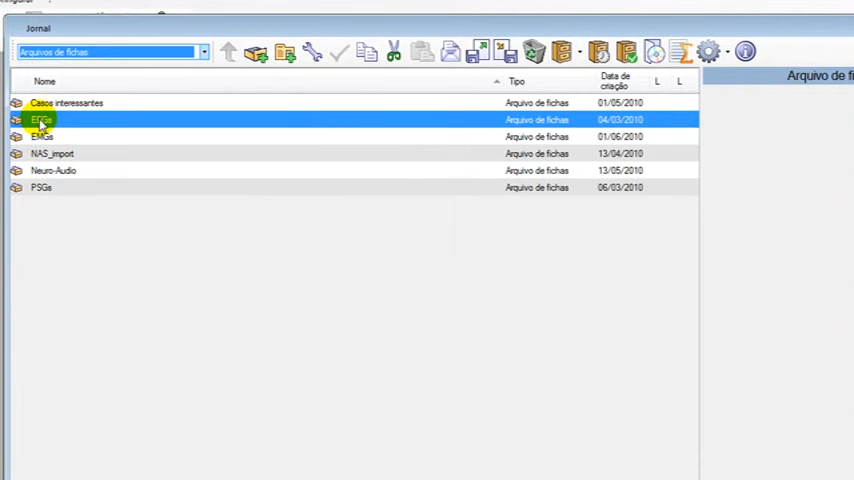 Jornal
Arquivos de fichas
Nome Tipo Data de criação L L Arquivo de fi
Casos interessantes Arquivo de fichas 01/05/2010
EEGs Arquivo de fichas 04/03/2010
EMGs Arquivo de fichas 01/06/2010
NAS_import Arquivo de fichas 13/04/2010
Neuro-Audio Arquivo de fichas 13/05/2010
PSGs Arquivo de fichas 06/03/2010